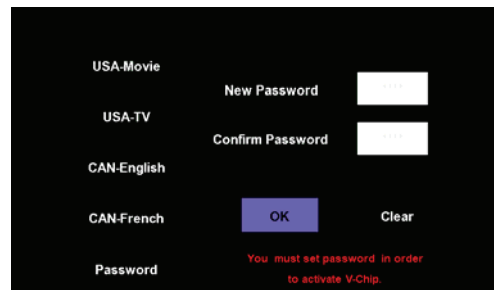 USA-Movie
USA-TV
CAN-English
CAN-French
Password
New Password
Confirm Password
OK
Clear
You must set password in order
to activate V-Chip.